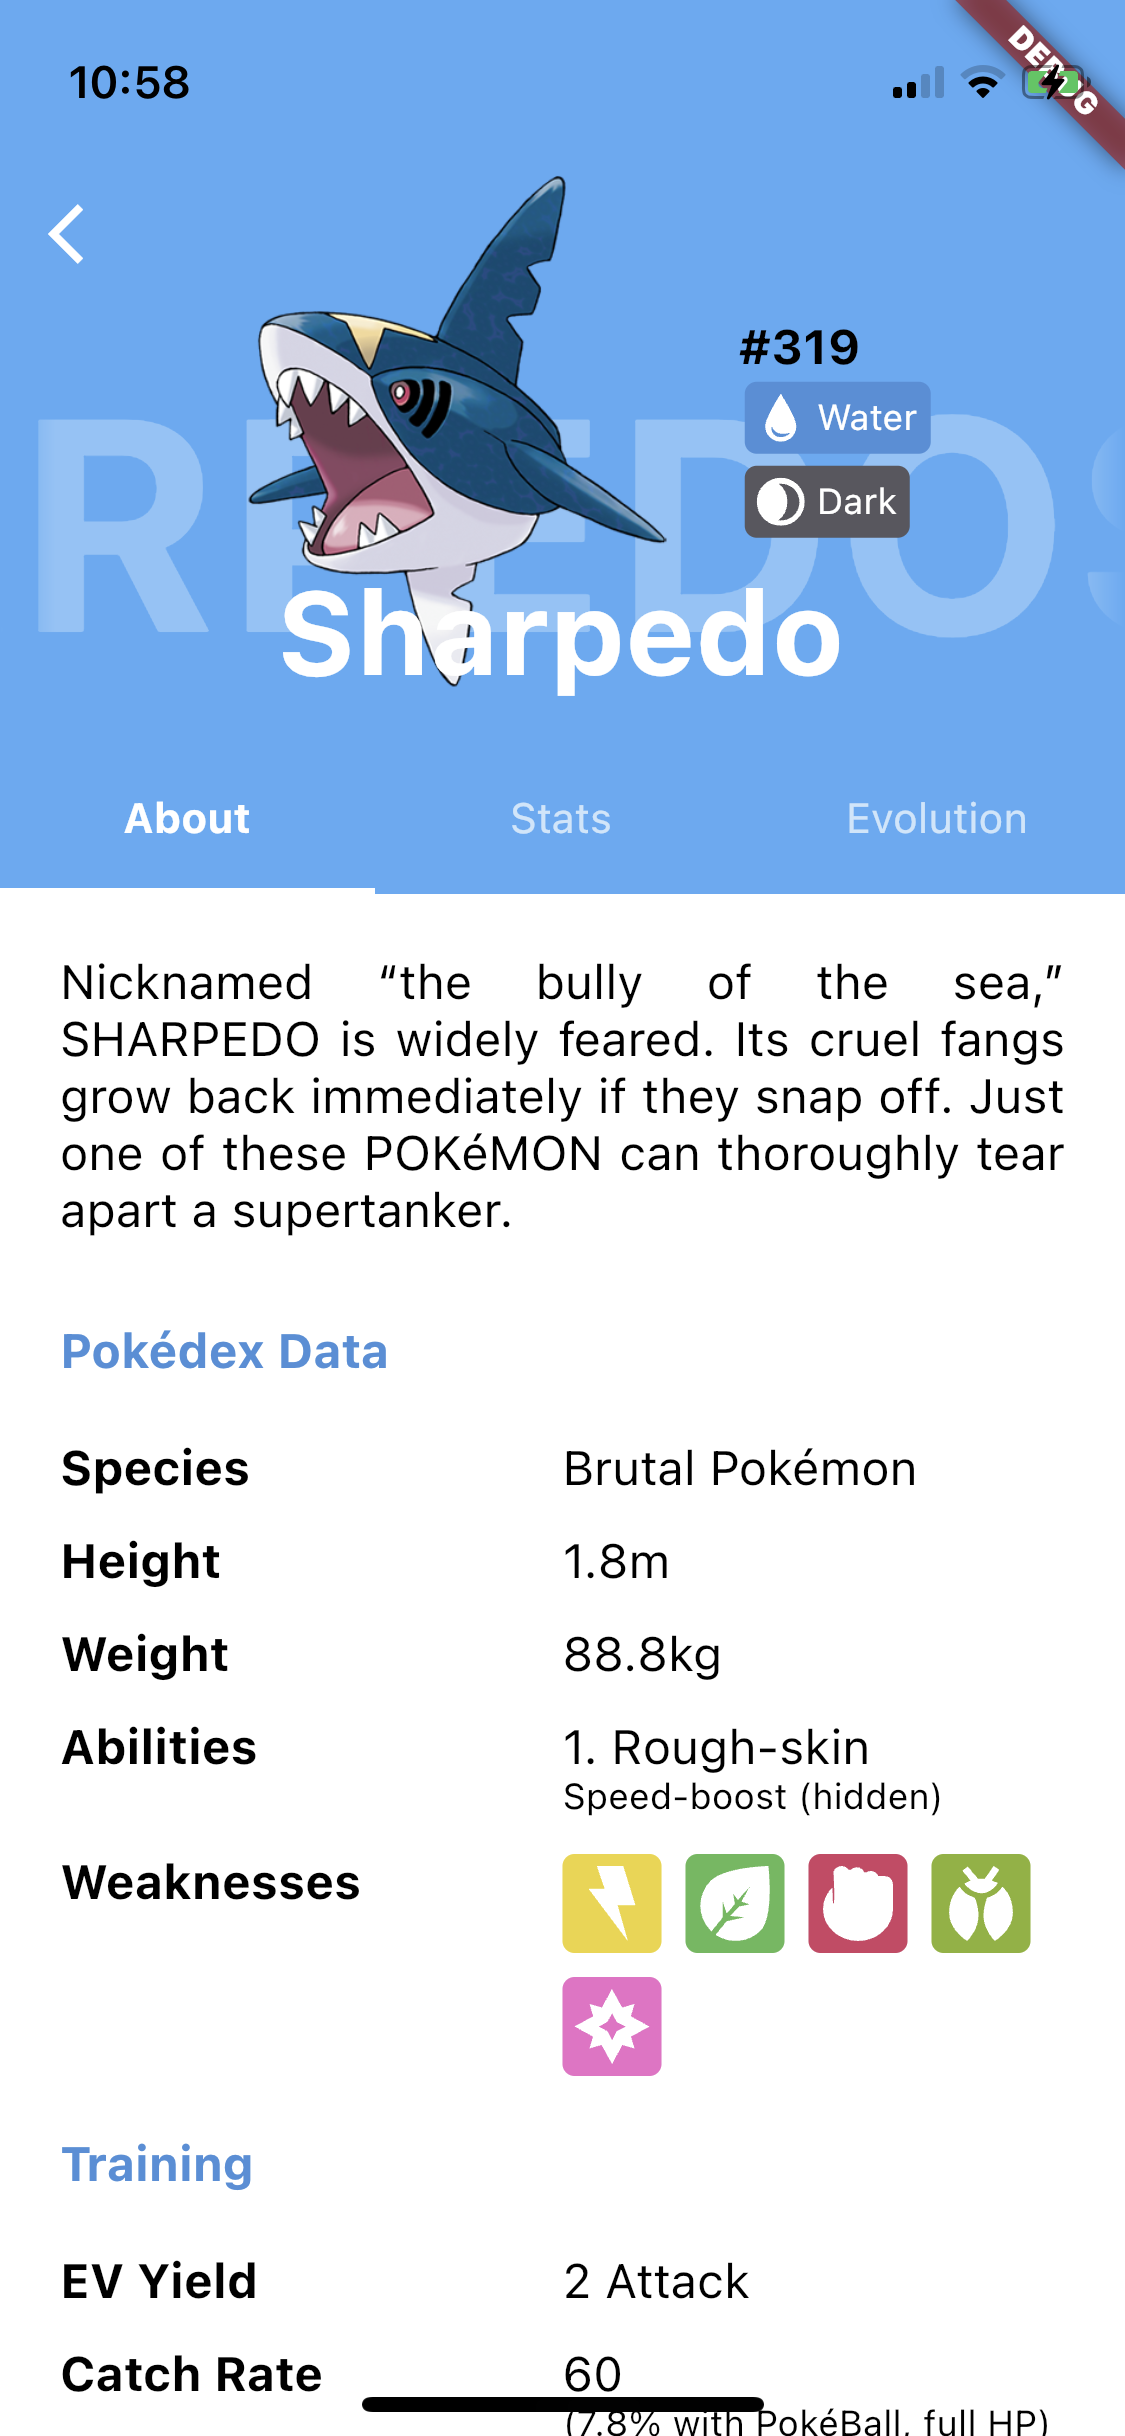 10:58
DEBUG
#319
Water
Dark
Sharpedo
About
Stats
Evolution
Nicknamed “the bully of the sea,”
SHARPEDO is widely feared. Its cruel fangs
grow back immediately if they snap off. Just
one of these POKéMON can thoroughly tear
apart a supertanker.
Pokédex Data
Species
Brutal Pokémon
Height
1.8m
Weight
88.8kg
Abilities
1. Rough-skin
Speed-boost (hidden)
Weaknesses
Training
EV Yield
2 Attack
Catch Rate
60
(7.8% with PokéBall, full HP)